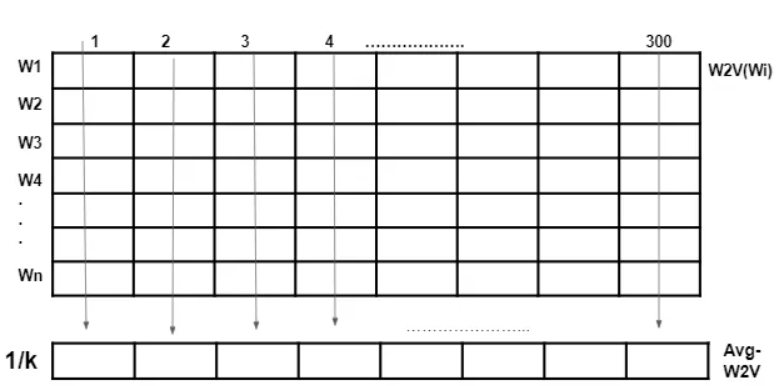 1 2 3 4 ................... 300
W1
W2V(Wi)
W2
W3
W4
.
.
.
Wn
.......................
1/k
Avg-
W2V